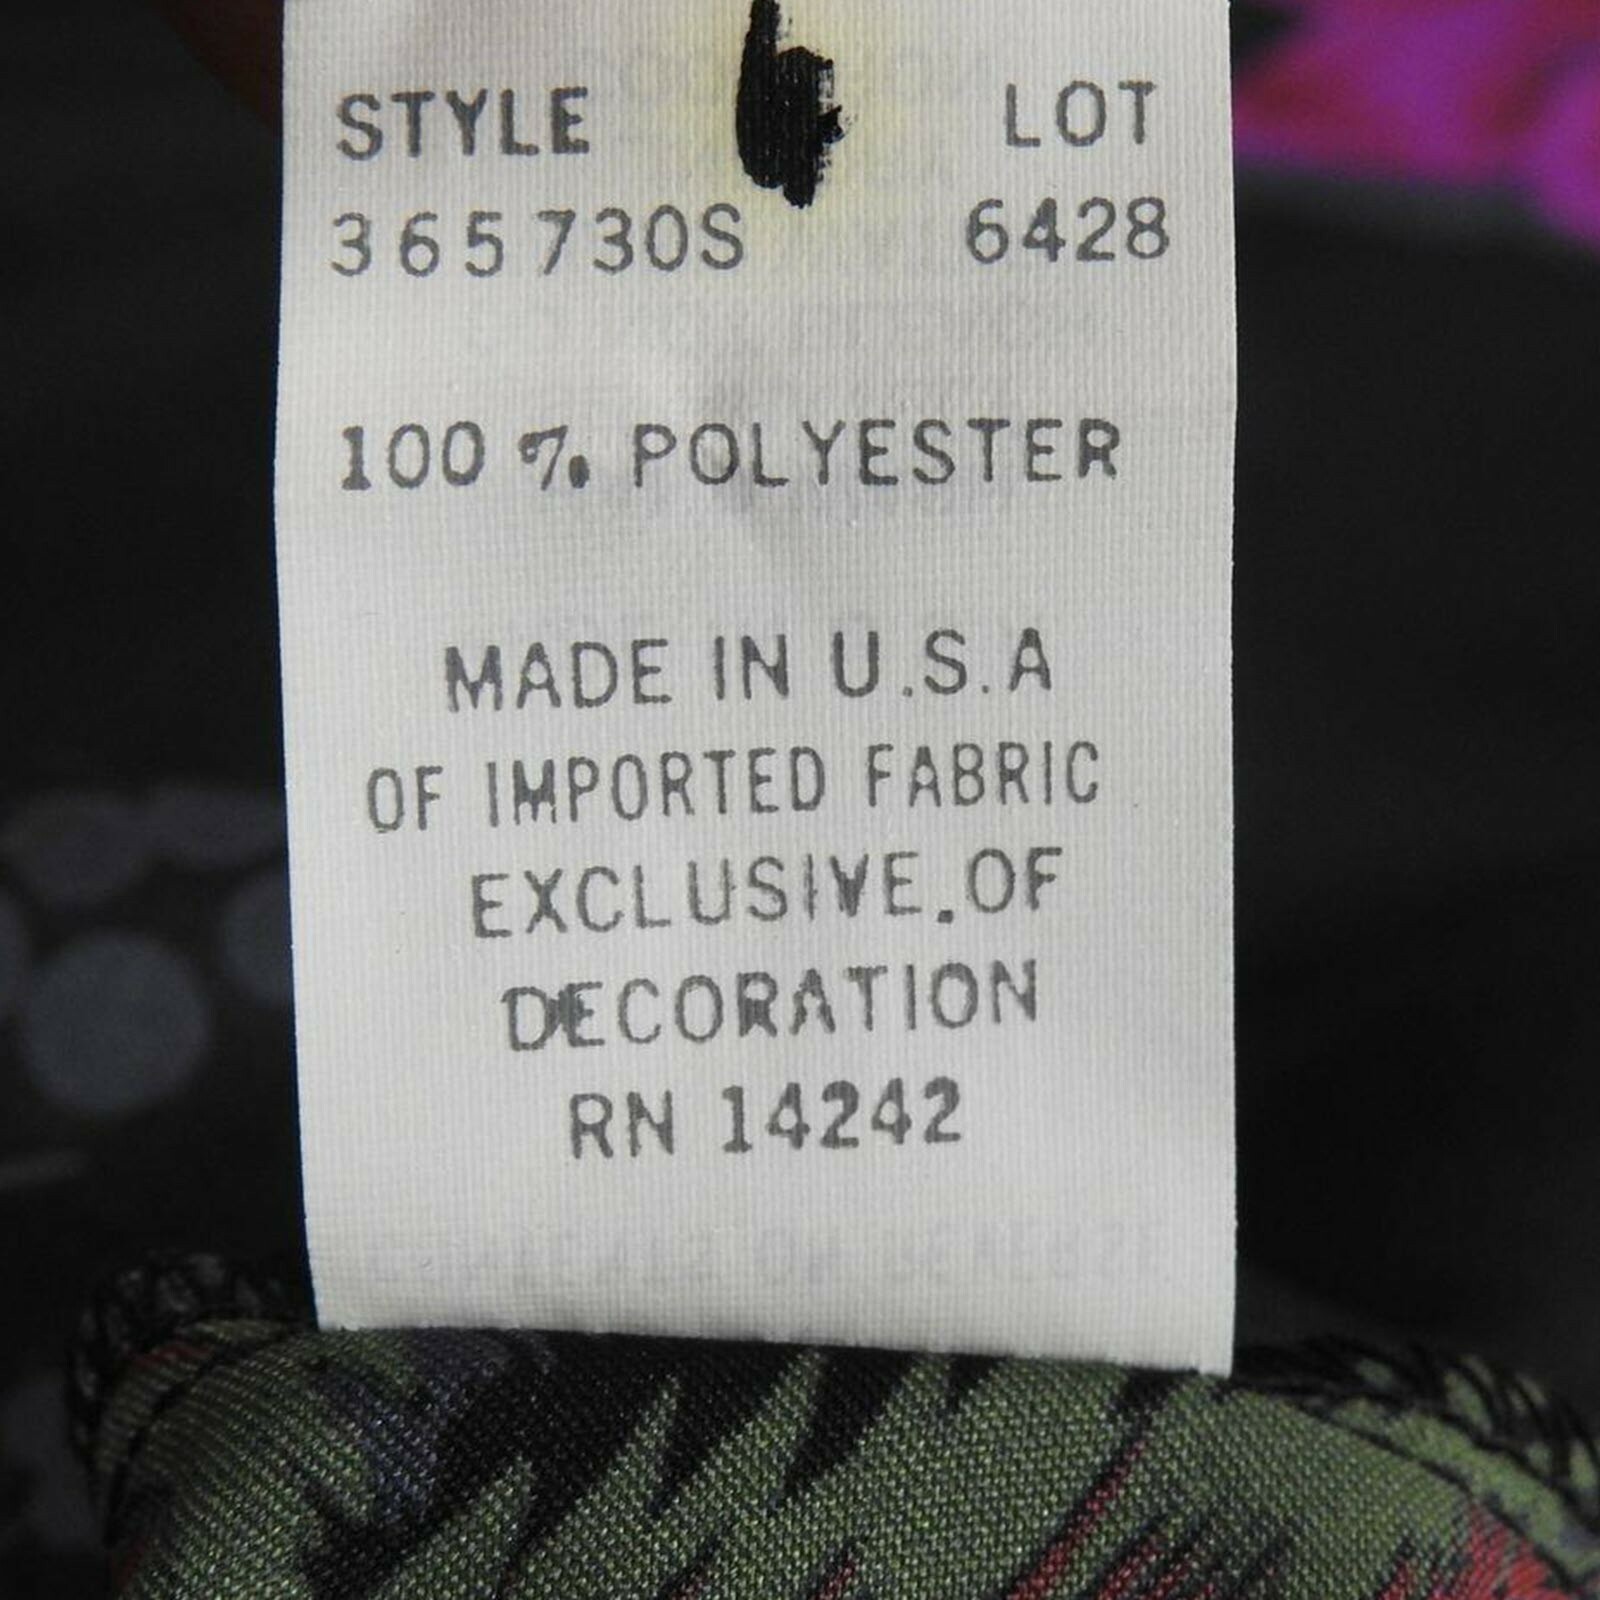 STYLE LOT
365730S 6428
100 % POLYESTER
MADE IN U.S.A
OF IMPORTED FABRIC
EXCLUSIVE.OF
DECORATION
RN 14242